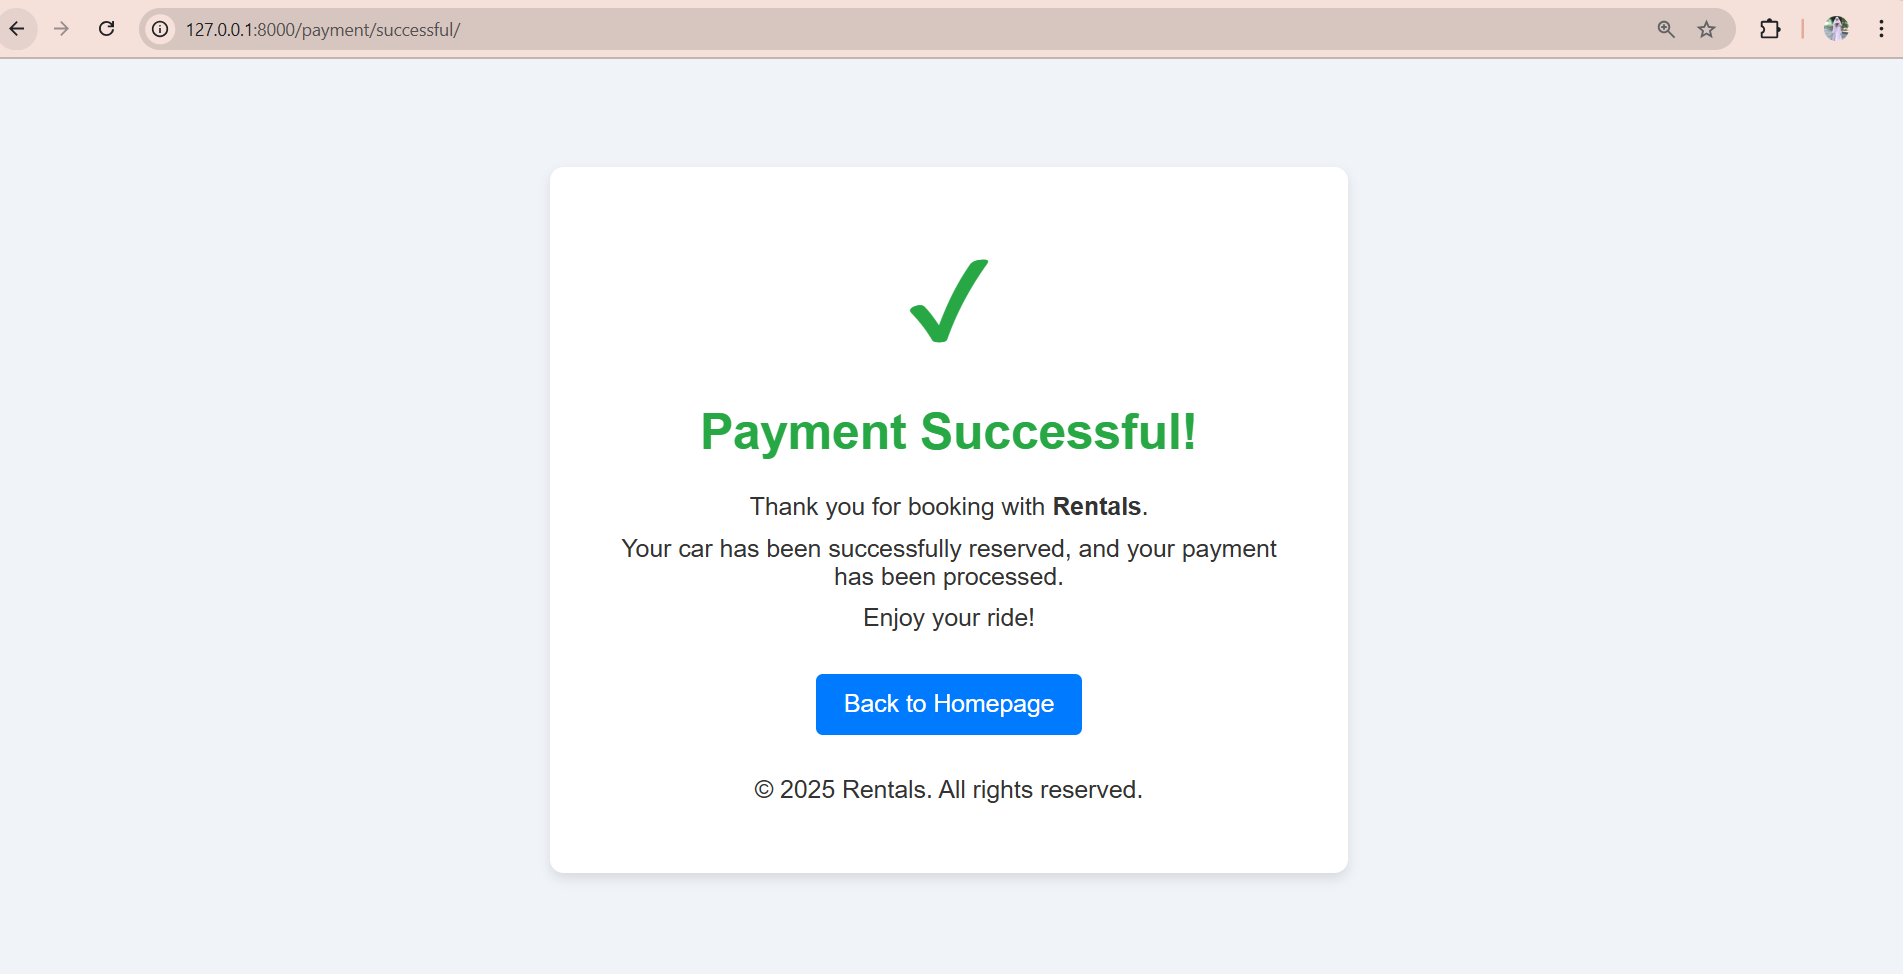 127.0.0.1:8000/payment/successful/
Payment Successful!
Thank you for booking with Rentals.
Your car has been successfully reserved, and your payment
has been processed.
Enjoy your ride!
Back to Homepage
© 2025 Rentals. All rights reserved.